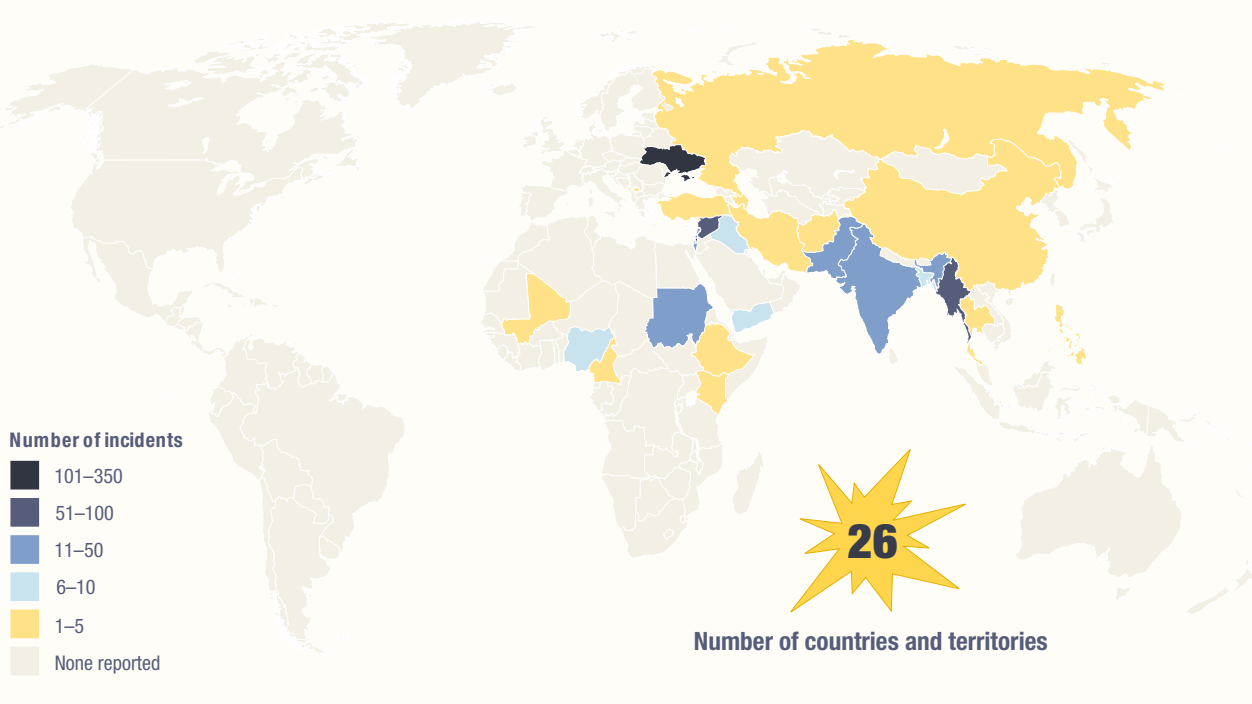 Number of incidents
101–350
51–100
11–50
6–10
1–5
None reported
26
Number of countries and territories